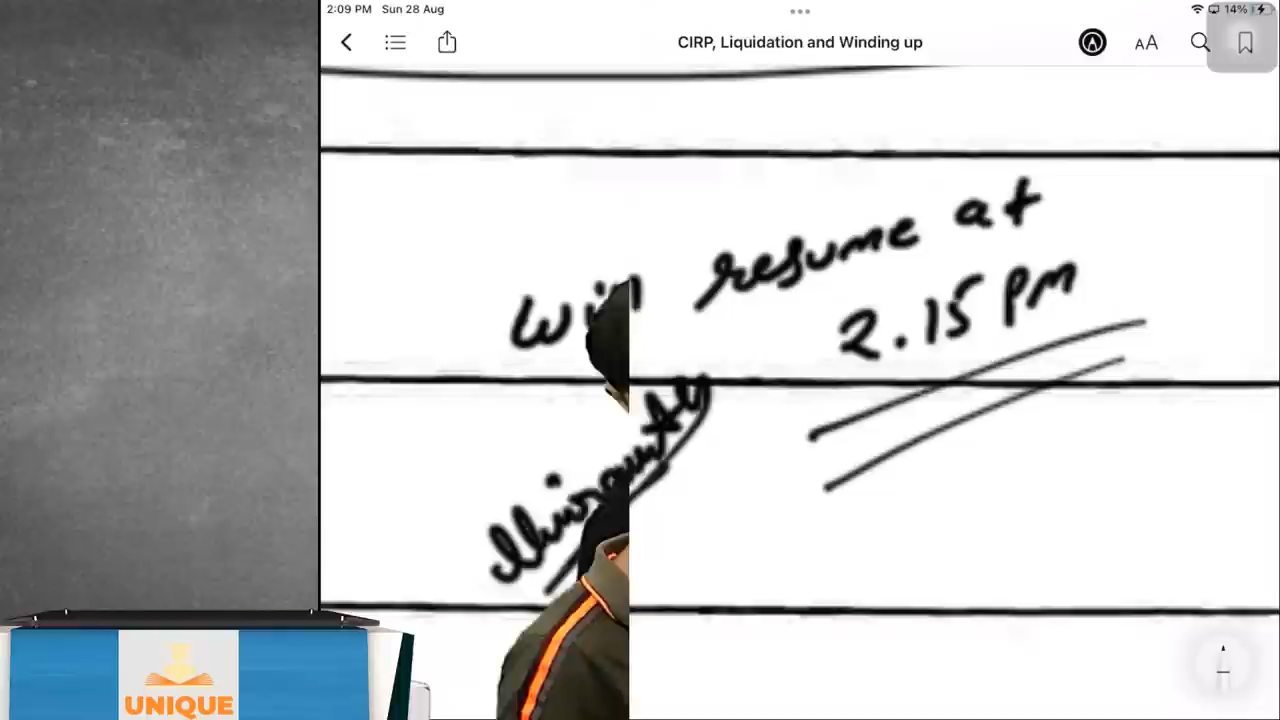 2:09 PM Sun 28 Aug
14%
CIRP, Liquidation and Winding up
AA
resume at
2.15 PM
UNIQUE